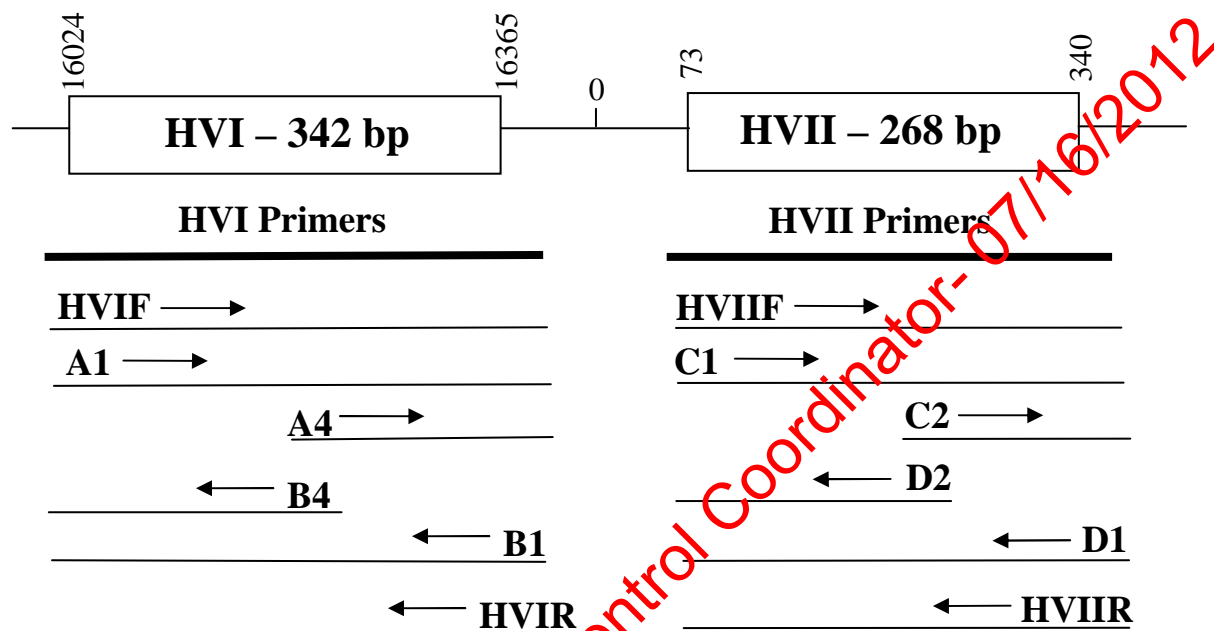 16024
16365
0
73
340
HVI – 342 bp
HVII – 268 bp
HVI Primers
HVII Primers
HVIF
HVIIF
A1
C1
A4
C2
B4
D2
B1
D1
HVIR
HVIIR
Control Coordinator- 07/16/2012